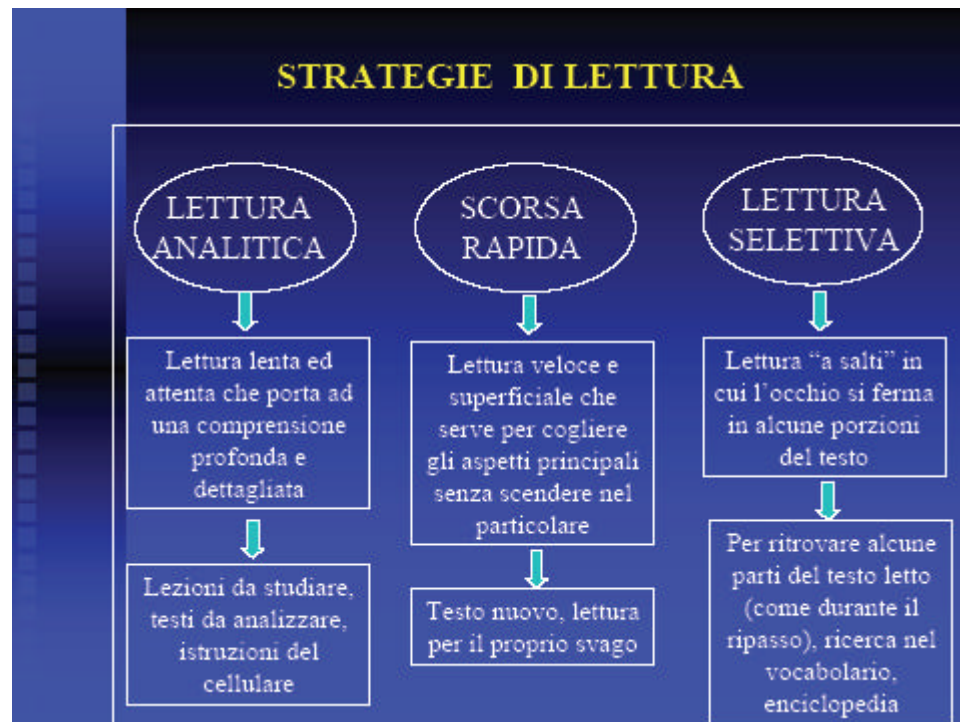 STRATEGIE DI LETTURA
LETTURA
ANALITICA
Lettura lenta ed
attenta che porta ad
una comprensione
profonda e
dettagliata
Lezioni da studiare,
testi da analizzare,
istruzioni del
cellulare
SCORSA
RAPIDA
Lettura veloce e
superficiale che
serve per cogliere
gli aspetti principali
senza scendere nel
particolare
Testo nuovo, lettura
per il proprio svago
LETTURA
SELETTIVA
Lettura “a salti” in
cui l’occhio si ferma
in alcune porzioni
del testo
Per ritrovare alcune
parti del testo letto
(come durante il
ripasso), ricerca nel
vocabolario,
enciclopedia